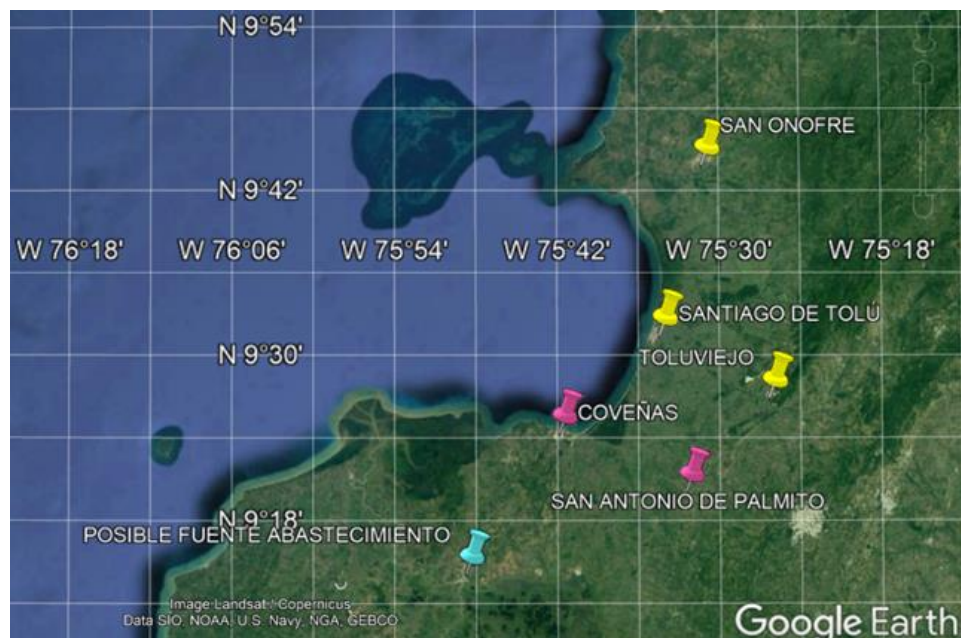 N 9°54'
SAN ONOFRE
N 9°42'
W 76°18' W 76°06' W 75°54' W 75°42' W 75°30' W 75°18'
SANTIAGO DE TOLÚ
N 9°30'
TOLUVIEJO
COVEÑAS
SAN ANTONIO DE PALMITO
N 9°18'
POSIBLE FUENTE ABASTECIMIENTO
Image Landsat / Copernicus
Data SIO, NOAA, U.S. Navy, NGA, GEBCO
Google Earth